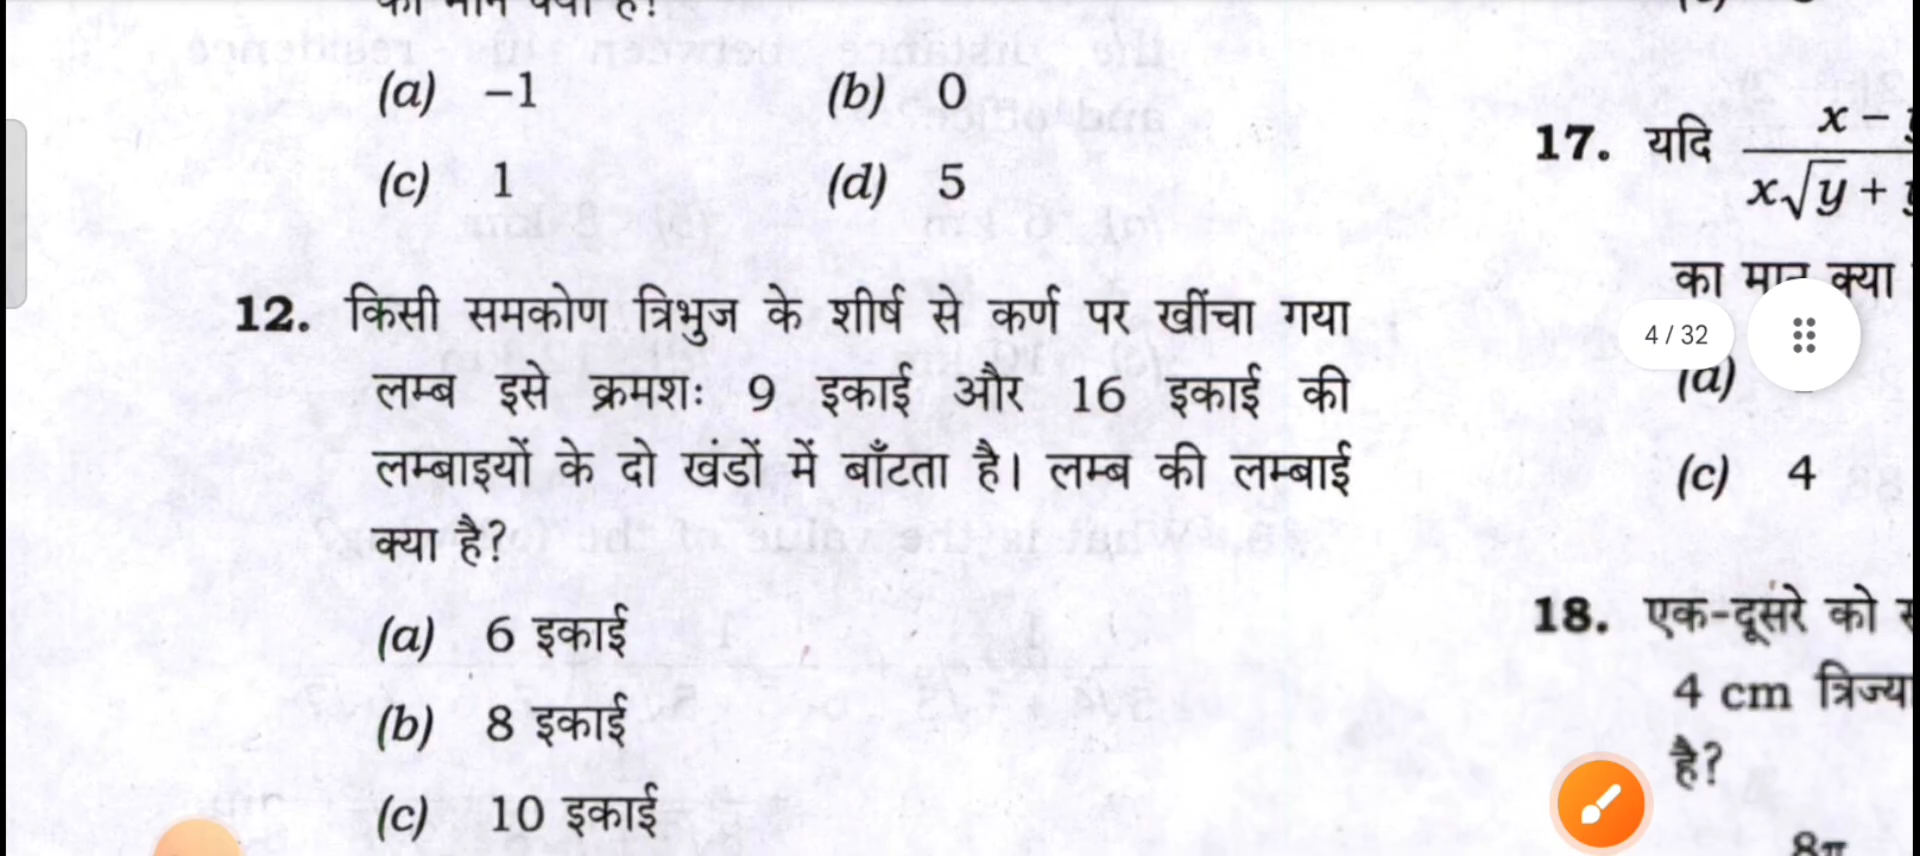 (a) –1 (b) 0
(c) 1 (d) 5
12. किसी समकोण त्रिभुज के शीर्ष से कर्ण पर खींचा गया
लम्ब इसे क्रमशः 9 इकाई और 16 इकाई की
लम्बाइयों के दो खंडों में बाँटता है। लम्ब की लम्बाई
क्या है?
(a) 6 इकाई
(b) 8 इकाई
(c) 10 इकाई
17. यदि x –
x√y +
का मान क्या
4 / 32
(a)
(c) 4
18. एक-दूसरे को
4 cm
है?
8π